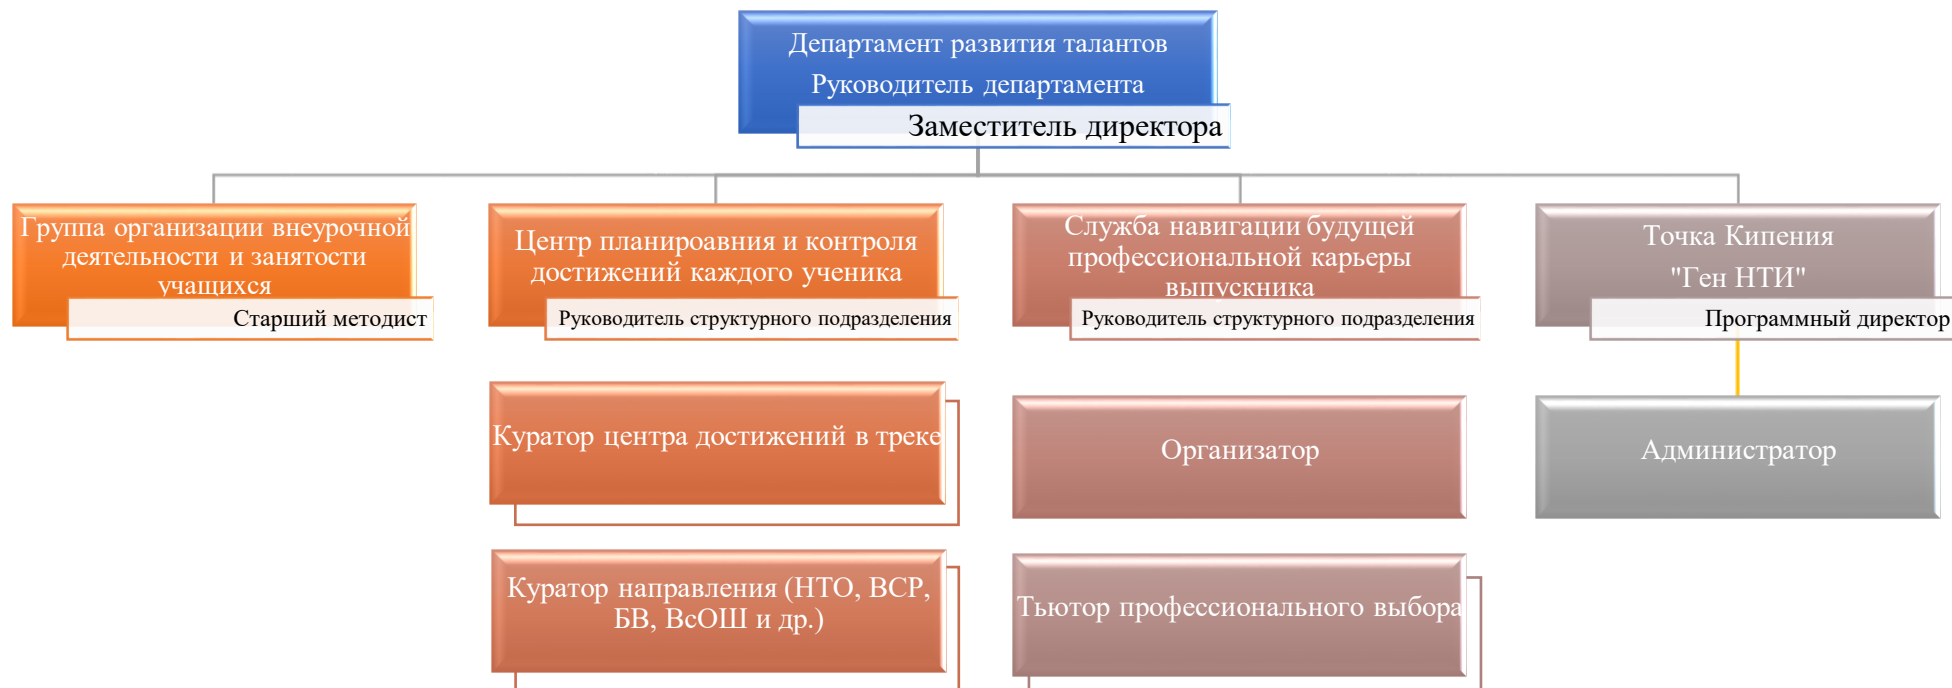 Департамент развития талантов
Руководитель департамента
Заместитель директора
Группа организации внеурочной
деятельности и занятости
учащихся
Старший методист
Центр планироавния и контроля
достижений каждого ученика
Руководитель структурного подразделения
Служба навигации будущей
профессиональной карьеры
выпускника
Руководитель структурного подразделения
Точка Кипения
"Ген НТИ"
Программный директор
Куратор центра достижений в треке
Организатор
Администратор
Куратор направления (НТО, ВСР,
БВ, ВсОШ и др.)
Тьютор профессионального выбора